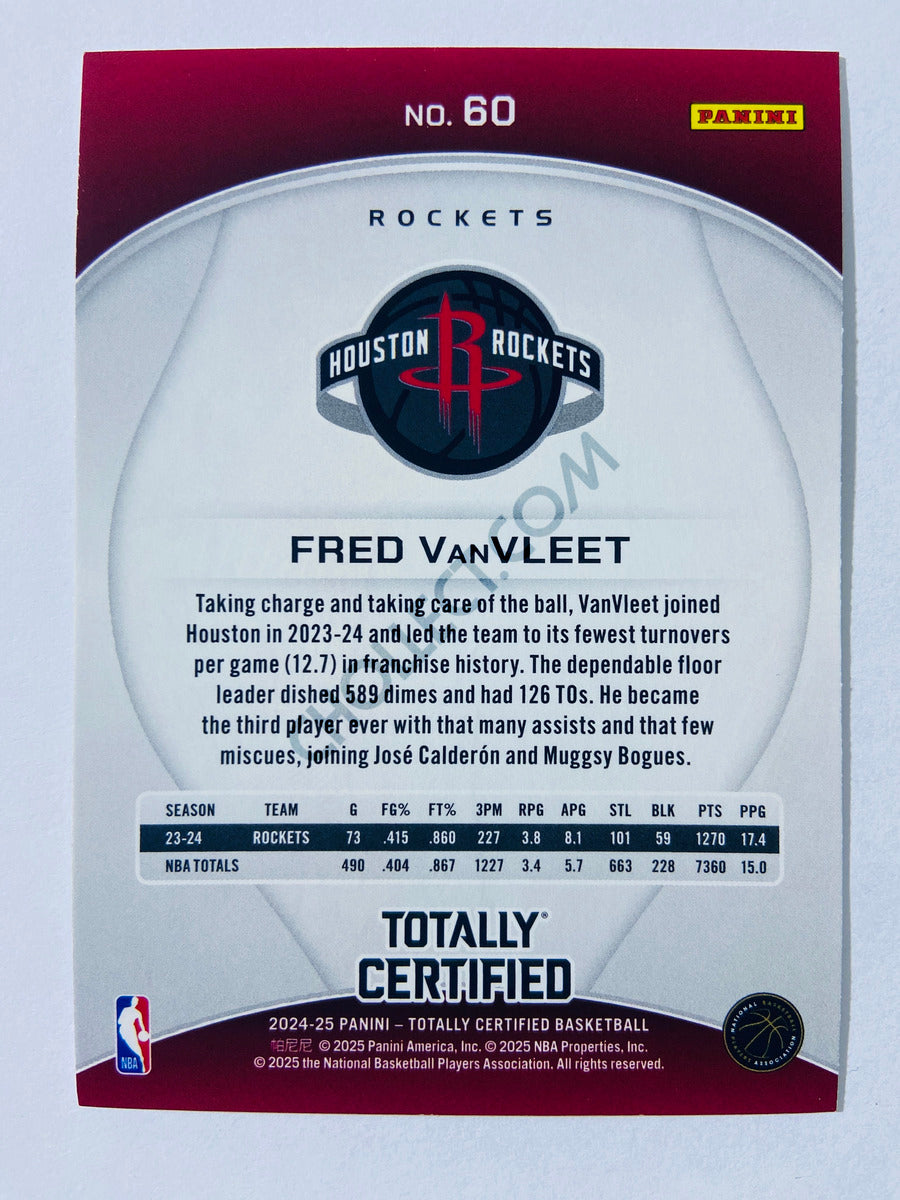 NO. 60
PANINI
ROCKETS
HOUSTON ROCKETS
FRED VANVLEET
Taking charge and taking care of the ball, VanVleet joined
Houston in 2023-24 and led the team to its fewest turnovers
per game (12.7) in franchise history. The dependable floor
leader dished 589 dimes and had 126 TOs. He became
the third player ever with that many assists and that few
miscues, joining José Calderón and Muggsy Bogues.
CHOLLECT.COM
SEASON TEAM G FG% FT% 3PM RPG APG STL BLK PTS PPG
23-24 ROCKETS 73 .415 .860 227 3.8 8.1 101 59 1270 17.4
NBA TOTALS 490 .404 .867 1227 3.4 5.7 663 228 7360 15.0
TOTALLY®
CERTIFIED
2024-25 PANINI – TOTALLY CERTIFIED BASKETBALL
帕尼尼 © 2025 Panini America, Inc. © 2025 NBA Properties, Inc.
© 2025 the National Basketball Players Association. All rights reserved.
NBA
NATIONAL BASKETBALL PLAYERS ASSOCIATION